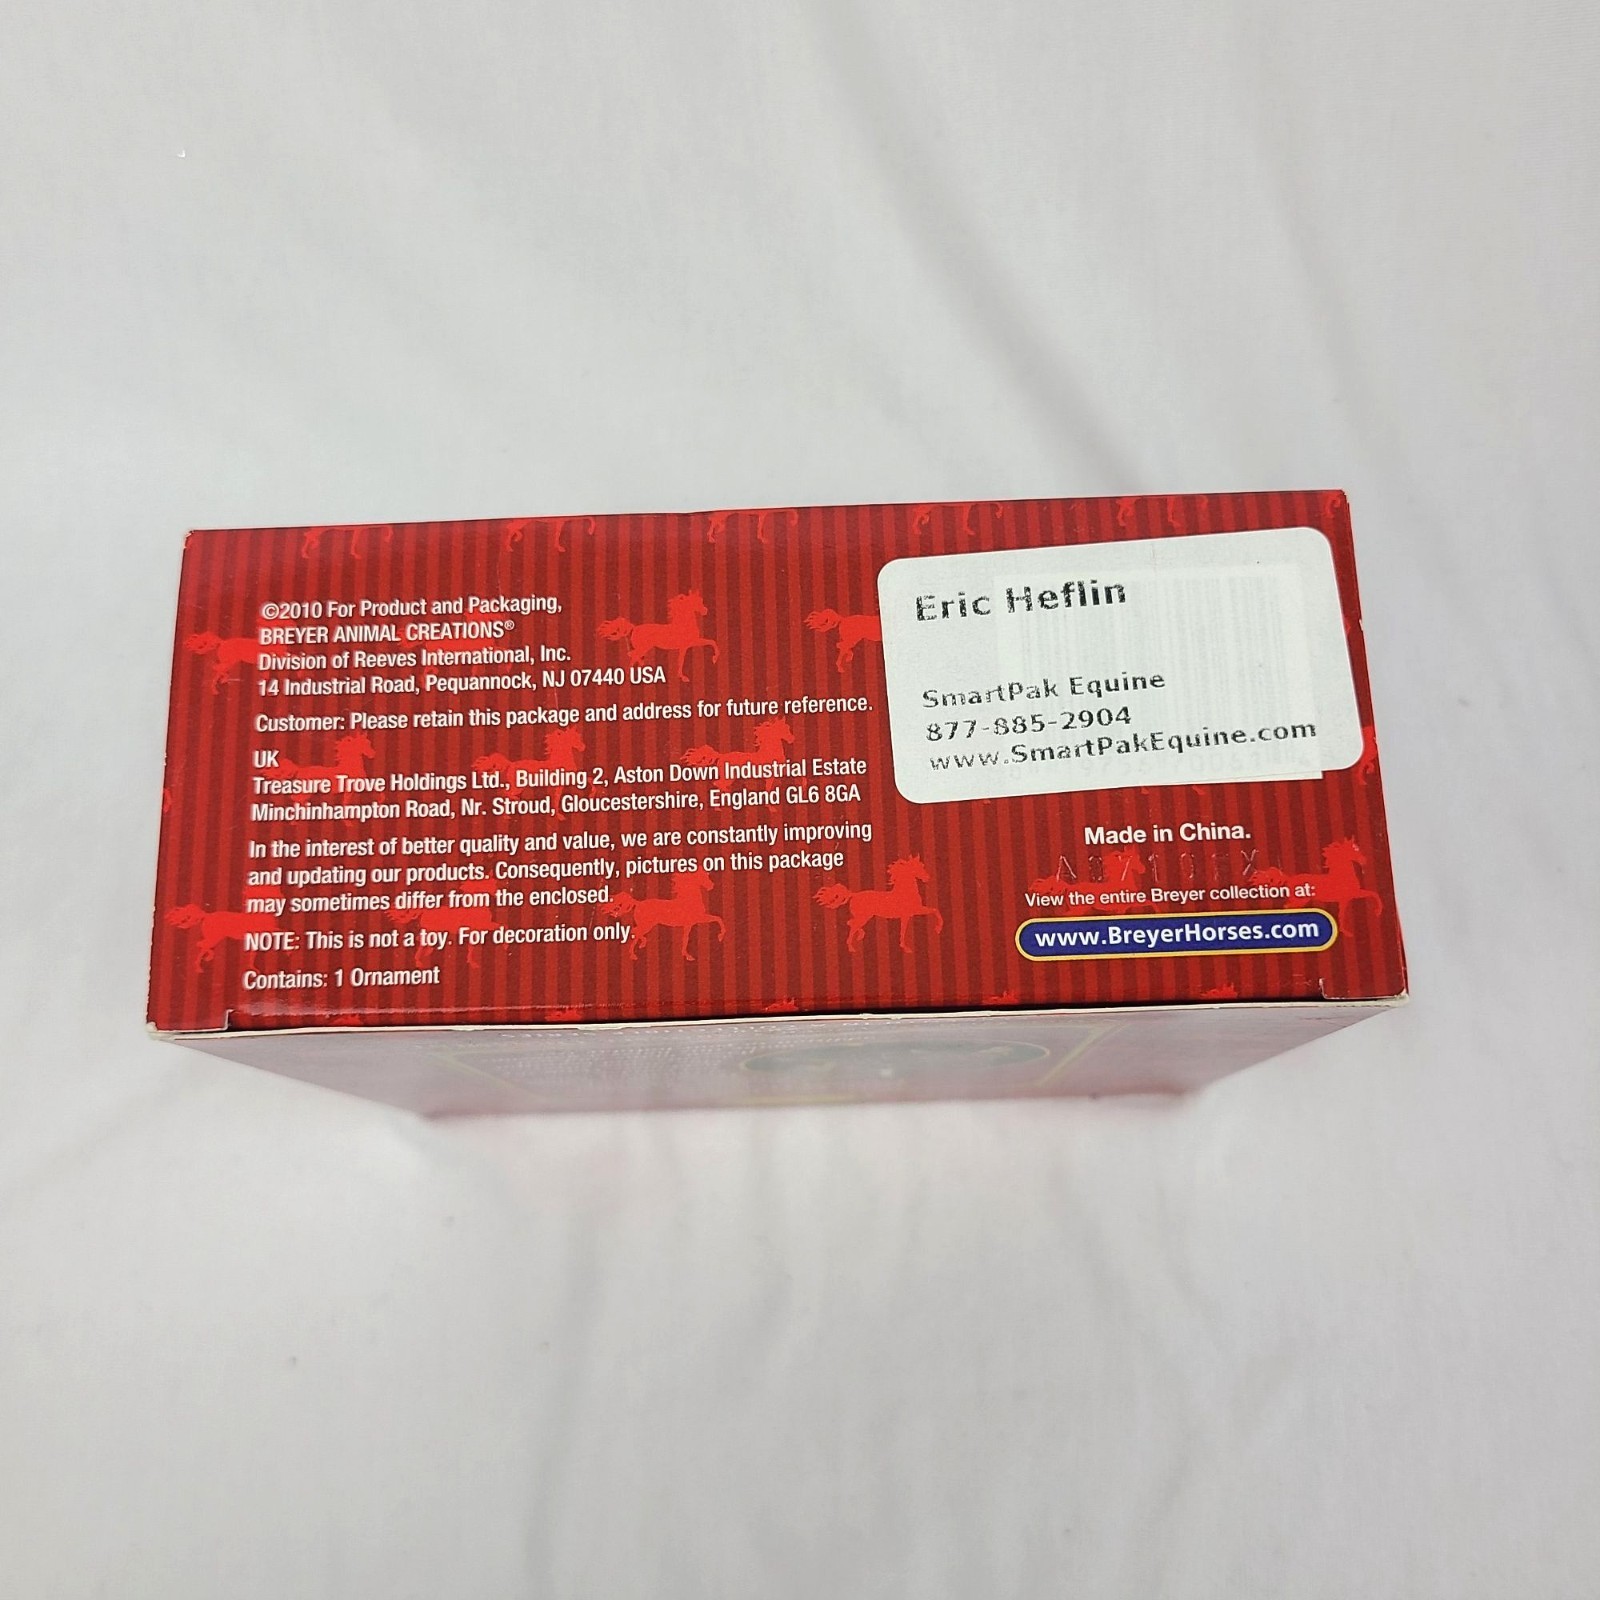 ©2010 For Product and Packaging,
BREYER ANIMAL CREATIONS®
Division of Reeves International, Inc.
14 Industrial Road, Pequannock, NJ 07440 USA
Customer: Please retain this package and address for future reference.
UK
Treasure Trove Holdings Ltd., Building 2, Aston Down Industrial Estate
Minchinhampton Road, Nr. Stroud, Gloucestershire, England GL6 8GA
In the interest of better quality and value, we are constantly improving
and updating our products. Consequently, pictures on this package
may sometimes differ from the enclosed.
NOTE: This is not a toy. For decoration only.
Contains: 1 Ornament
Eric Heflin
SmartPak Equine
877-885-2904
www.SmartPakEquine.com
Made in China.
View the entire Breyer collection at:
www.BreyerHorses.com